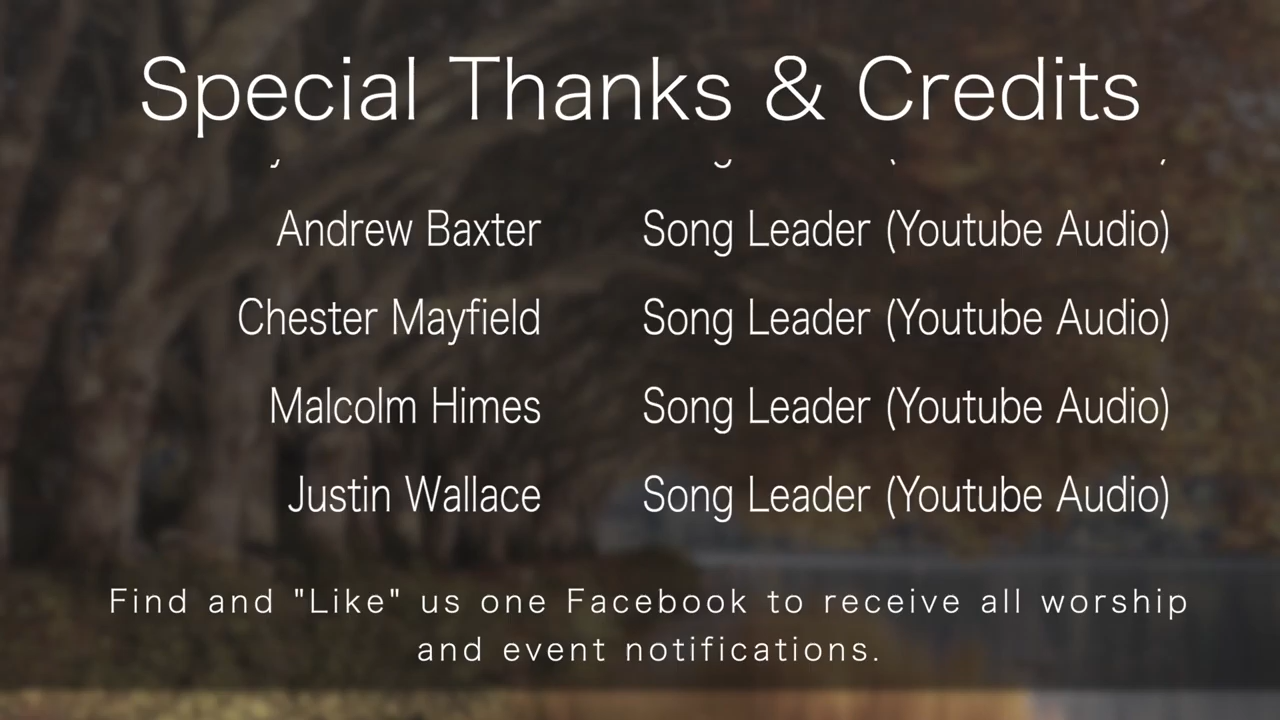 Special Thanks & Credits
Andrew Baxter Song Leader (Youtube Audio)
Chester Mayfield Song Leader (Youtube Audio)
Malcolm Himes Song Leader (Youtube Audio)
Justin Wallace Song Leader (Youtube Audio)
Find and "Like" us one Facebook to receive all worship
and event notifications.